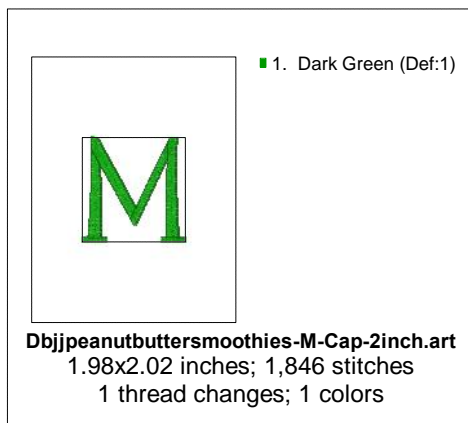 1. Dark Green (Def:1)
M
Dbjjpeanutbuttersmoothies-M-Cap-2inch.art
1.98x2.02 inches; 1,846 stitches
1 thread changes; 1 colors